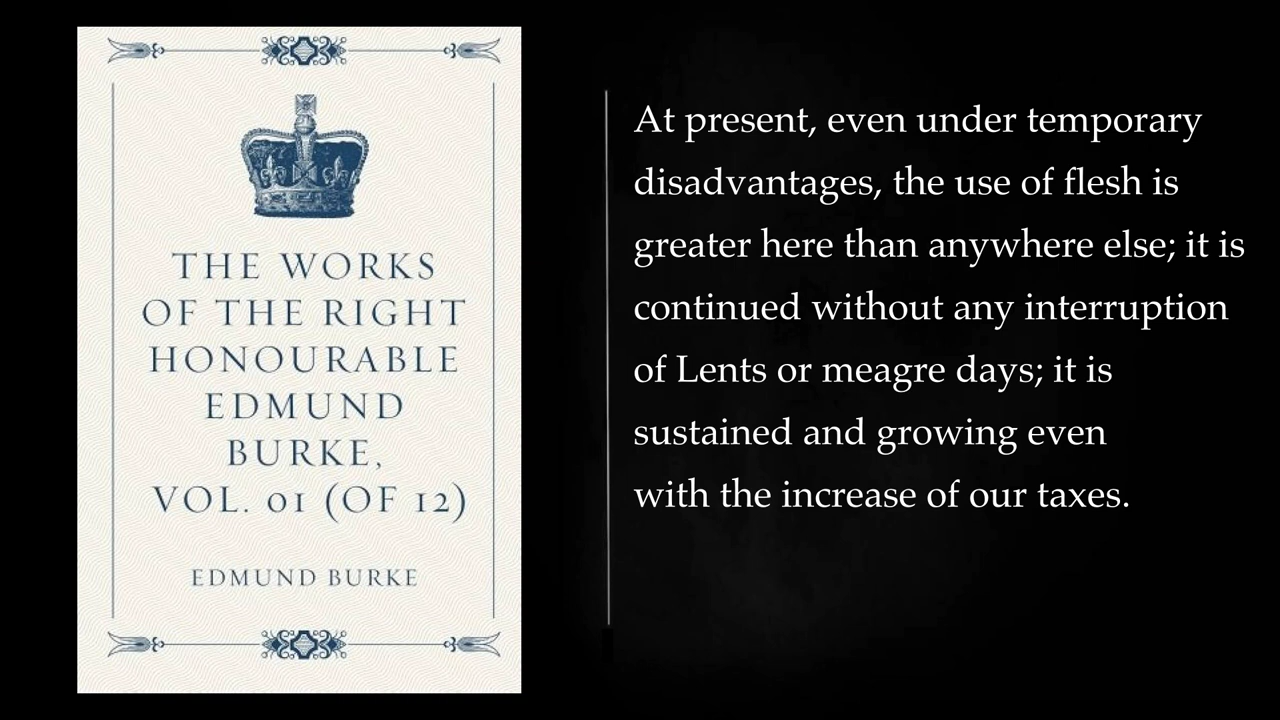 THE WORKS
OF THE RIGHT
HONOURABLE
EDMUND
BURKE,
VOL. 01 (OF 12)
EDMUND BURKE
At present, even under temporary
disadvantages, the use of flesh is
greater here than anywhere else; it is
continued without any interruption
of Lents or meagre days; it is
sustained and growing even
with the increase of our taxes.